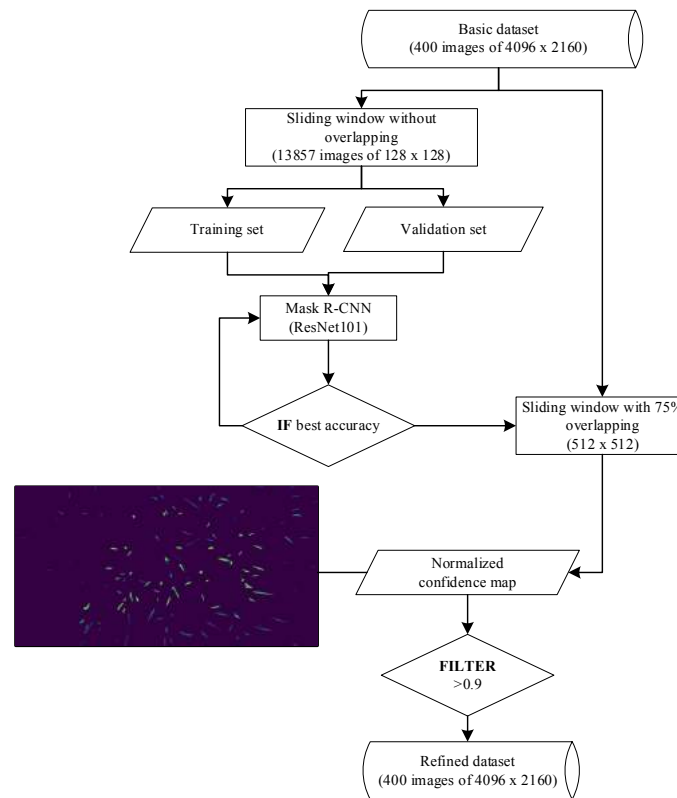 Basic dataset
(400 images of 4096 x 2160)
Sliding window without
overlapping
(13857 images of 128 x 128)
Training set
Validation set
Mask R-CNN
(ResNet101)
IF best accuracy
Sliding window with 75%
overlapping
(512 x 512)
Normalized
confidence map
FILTER
>0.9
Refined dataset
(400 images of 4096 x 2160)